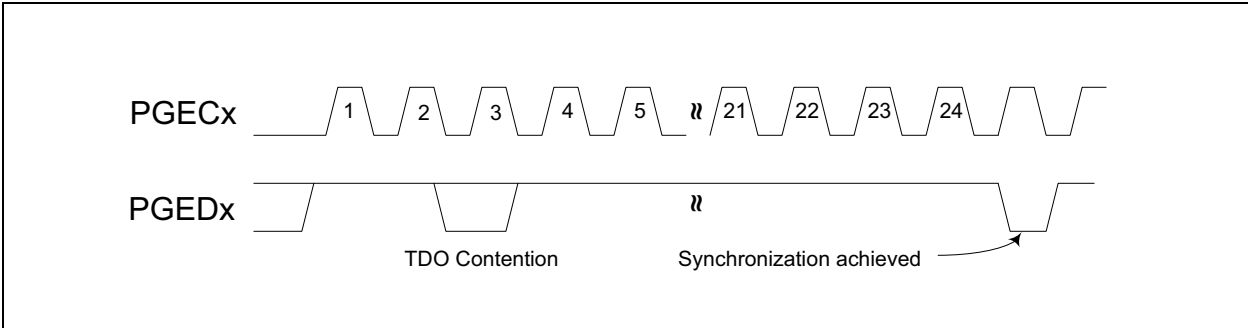 PGECx 1 2 3 4 5 ≈ 21 22 23 24
PGEDx ≈
TDO Contention Synchronization achieved